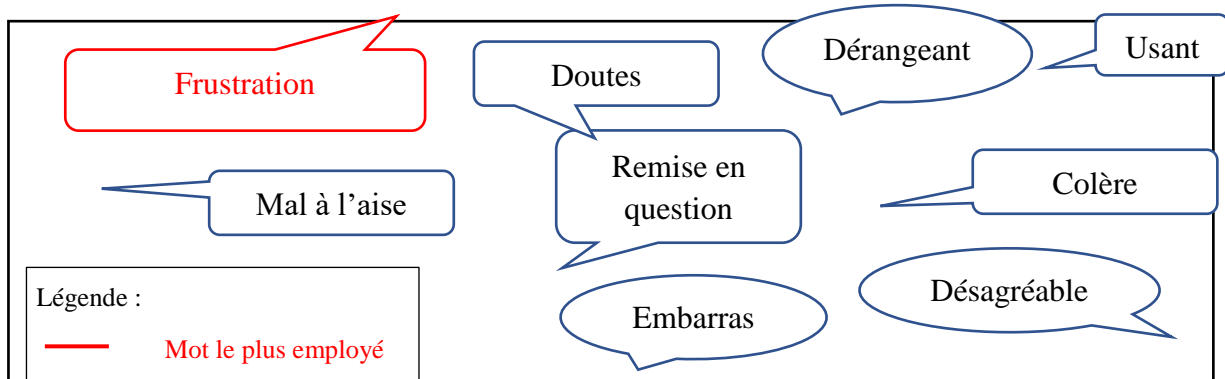 Frustration
Doutes
Dérangeant
Usant
Mal à l’aise
Remise en
question
Colère
Légende :
Mot le plus employé
Embarras
Désagréable